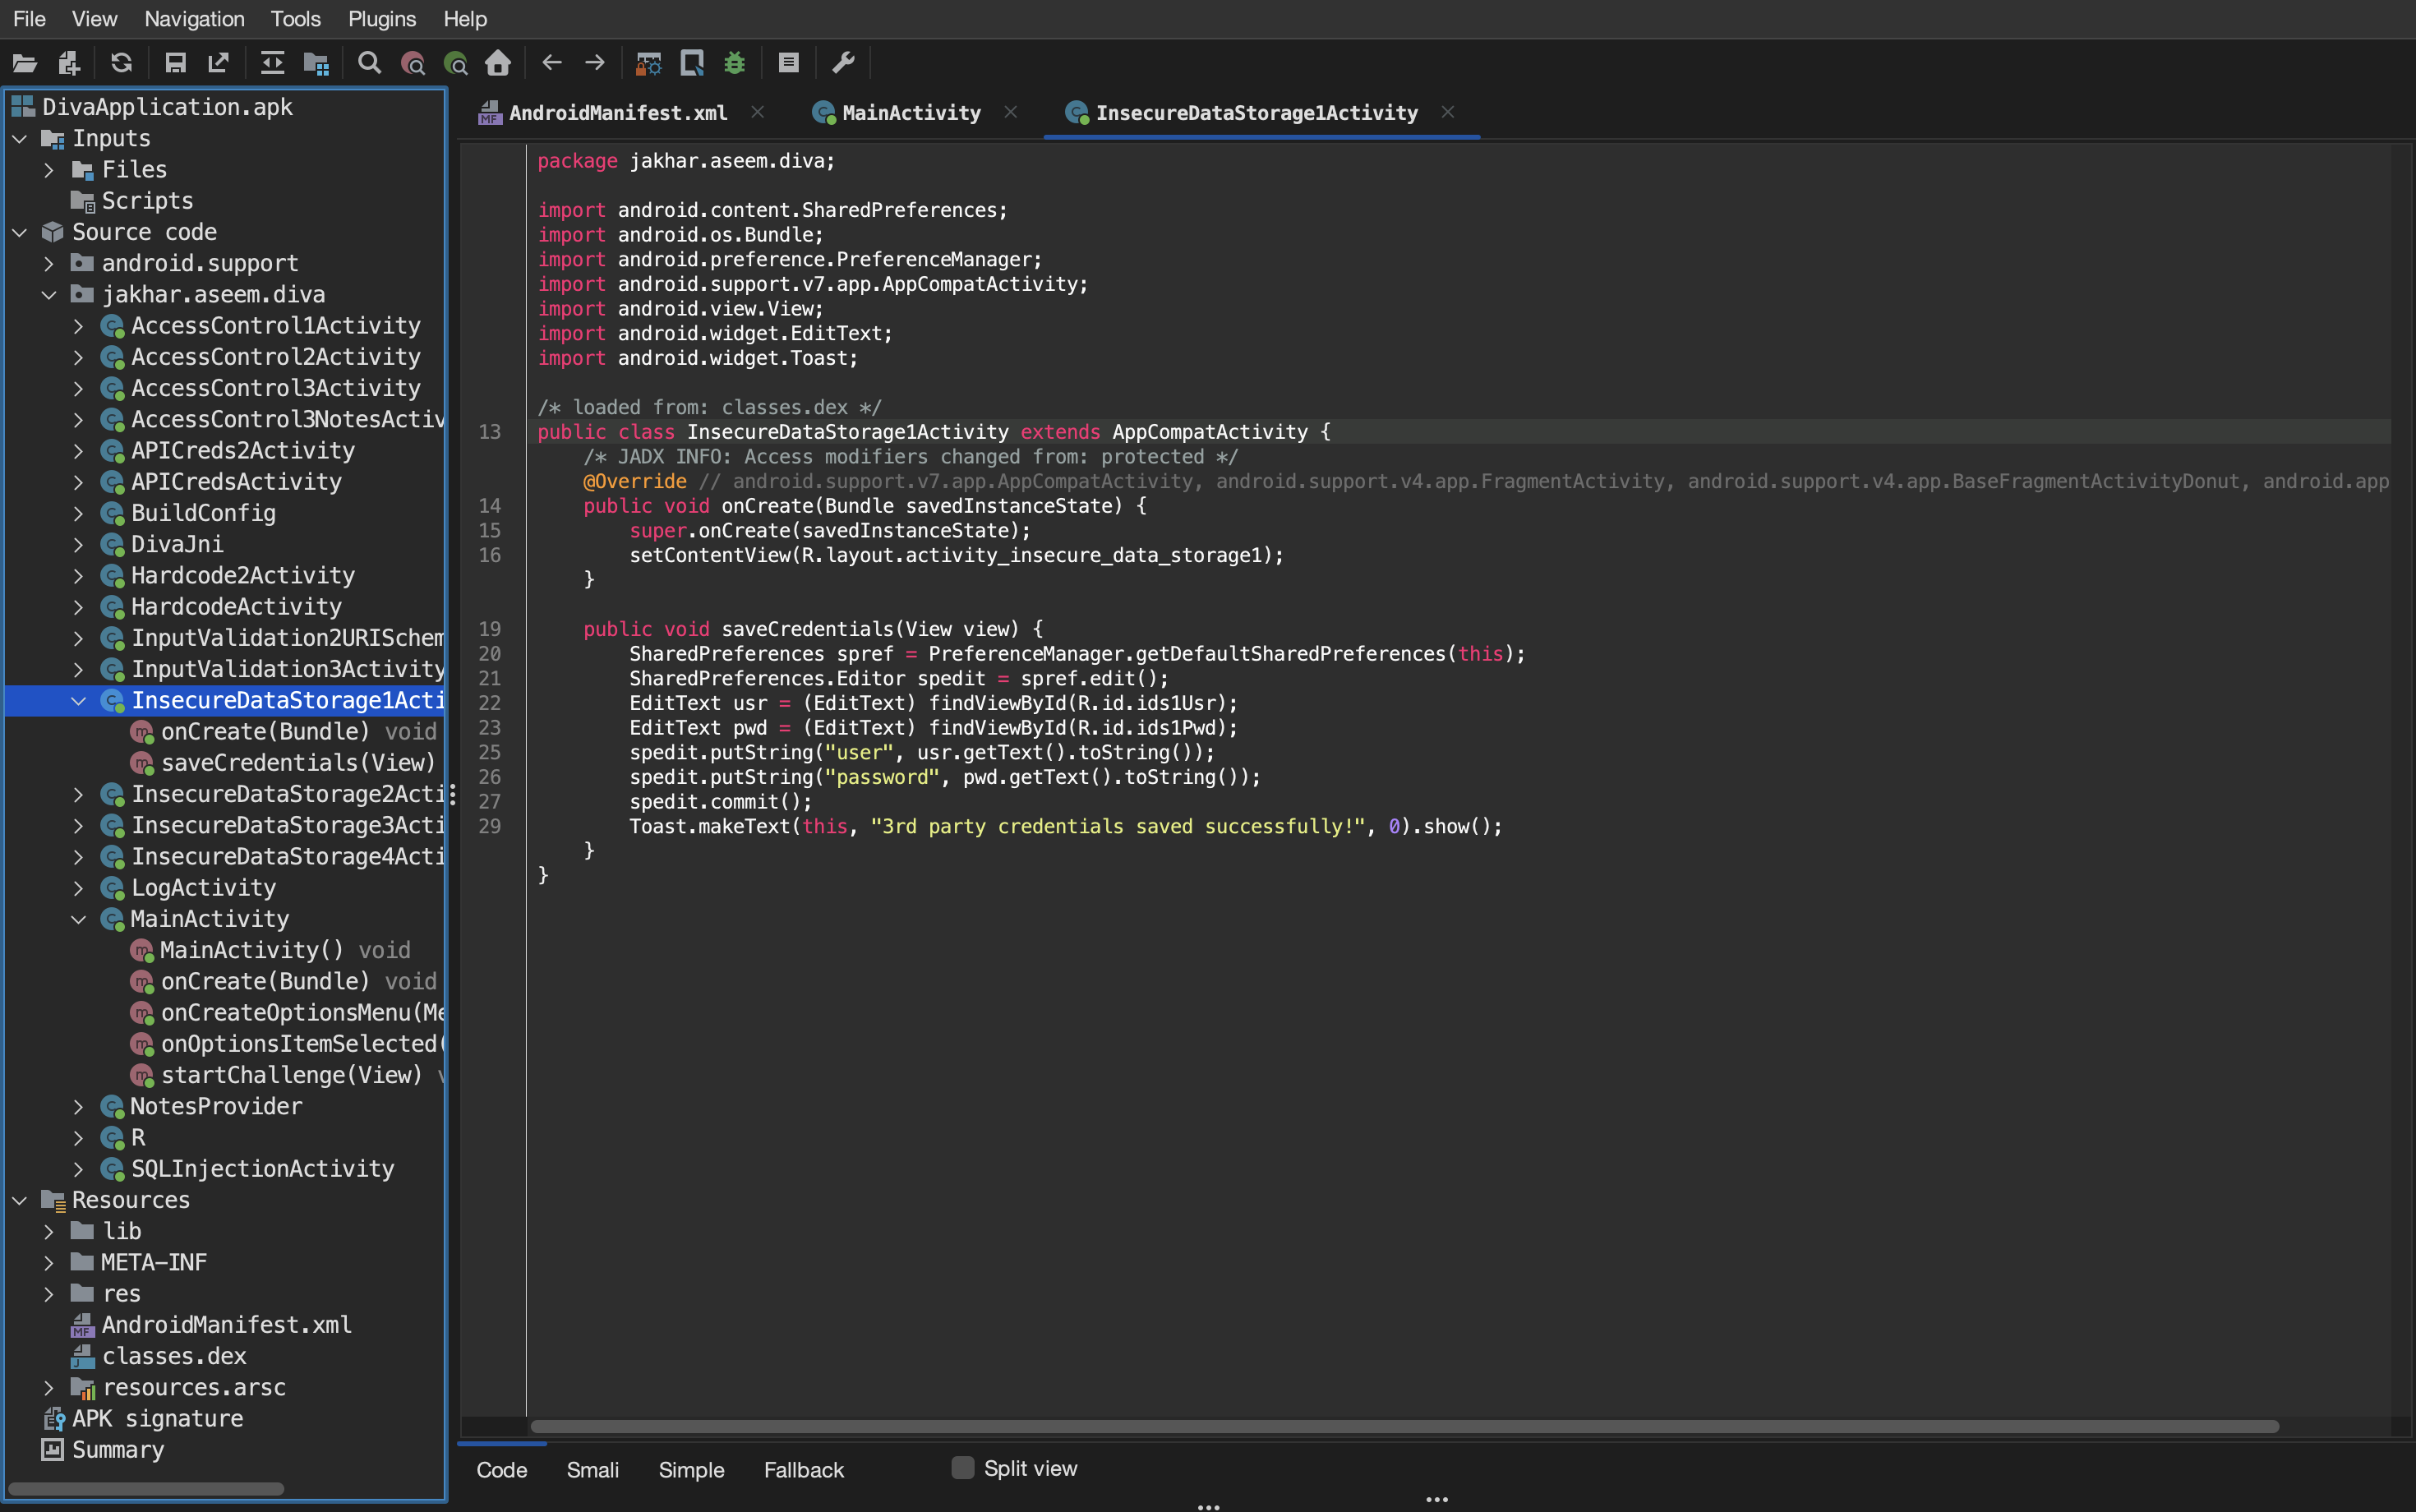 File View Navigation Tools Plugins Help
DivaApplication.apk
Inputs
Files
Scripts
Source code
android.support
jakhar.aseem.diva
AccessControl1Activity
AccessControl2Activity
AccessControl3Activity
AccessControl3NotesActiv
APICreds2Activity
APICredsActivity
BuildConfig
DivaJni
Hardcode2Activity
HardcodeActivity
InputValidation2URISchem
InputValidation3Activity
InsecureDataStorage1Acti
onCreate(Bundle) void
saveCredentials(View)
InsecureDataStorage2Acti
InsecureDataStorage3Acti
InsecureDataStorage4Acti
LogActivity
MainActivity
MainActivity() void
onCreate(Bundle) void
onCreateOptionsMenu(Me
onOptionsItemSelected(
startChallenge(View) v
NotesProvider
R
SQLInjectionActivity
Resources
lib
META-INF
res
AndroidManifest.xml
classes.dex
resources.arsc
APK signature
Summary
AndroidManifest.xml MainActivity InsecureDataStorage1Activity
package jakhar.aseem.diva;
import android.content.SharedPreferences;
import android.os.Bundle;
import android.preference.PreferenceManager;
import android.support.v7.app.AppCompatActivity;
import android.view.View;
import android.widget.EditText;
import android.widget.Toast;
/* loaded from: classes.dex */
13 public class InsecureDataStorage1Activity extends AppCompatActivity {
/* JADX INFO: Access modifiers changed from: protected */
@Override // android.support.v7.app.AppCompatActivity, android.support.v4.app.FragmentActivity, android.support.v4.app.BaseFragmentActivityDonut, android.app
14 public void onCreate(Bundle savedInstanceState) {
15 super.onCreate(savedInstanceState);
16 setContentView(R.layout.activity_insecure_data_storage1);
}
19 public void saveCredentials(View view) {
20 SharedPreferences spref = PreferenceManager.getDefaultSharedPreferences(this);
21 SharedPreferences.Editor spedit = spref.edit();
22 EditText usr = (EditText) findViewById(R.id.ids1Usr);
23 EditText pwd = (EditText) findViewById(R.id.ids1Pwd);
25 spedit.putString("user", usr.getText().toString());
26 spedit.putString("password", pwd.getText().toString());
27 spedit.commit();
29 Toast.makeText(this, "3rd party credentials saved successfully!", 0).show();
}
}
Code Smali Simple Fallback Split view